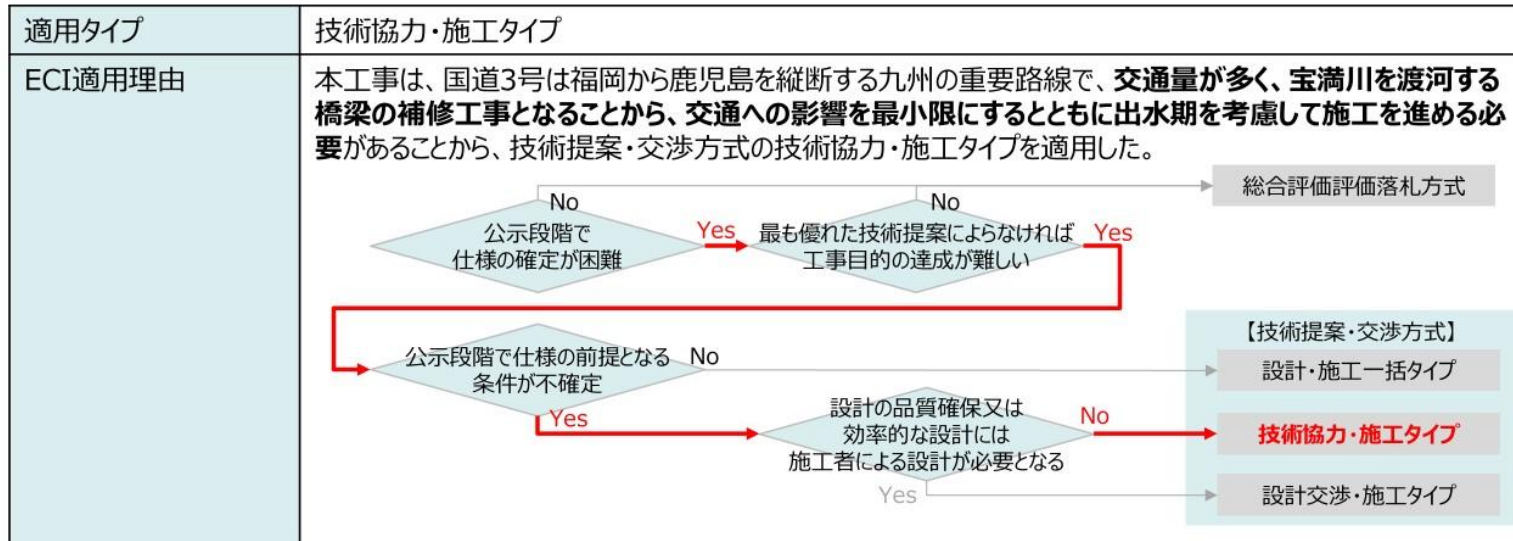 適用タイプ
技術協力・施工タイプ
ECI適用理由
本工事は、国道3号は福岡から鹿児島を縦断する九州の重要路線で、交通量が多く、宝満川を渡河する
橋梁の補修工事となることから、交通への影響を最小限にするとともに出水期を考慮して施工を進める必
要があることから、技術提案・交渉方式の技術協力・施工タイプを適用した。
総合評価評価落札方式
No
No
公示段階で
仕様の確定が困難
Yes
最も優れた技術提案によらなければ
工事目的の達成が難しい
Yes
【技術提案・交渉方式】
公示段階で仕様の前提となる
条件が不確定
No
設計・施工一括タイプ
Yes
設計の品質確保又は
効率的な設計には
施工者による設計が必要となる
No
技術協力・施工タイプ
Yes
設計交渉・施工タイプ